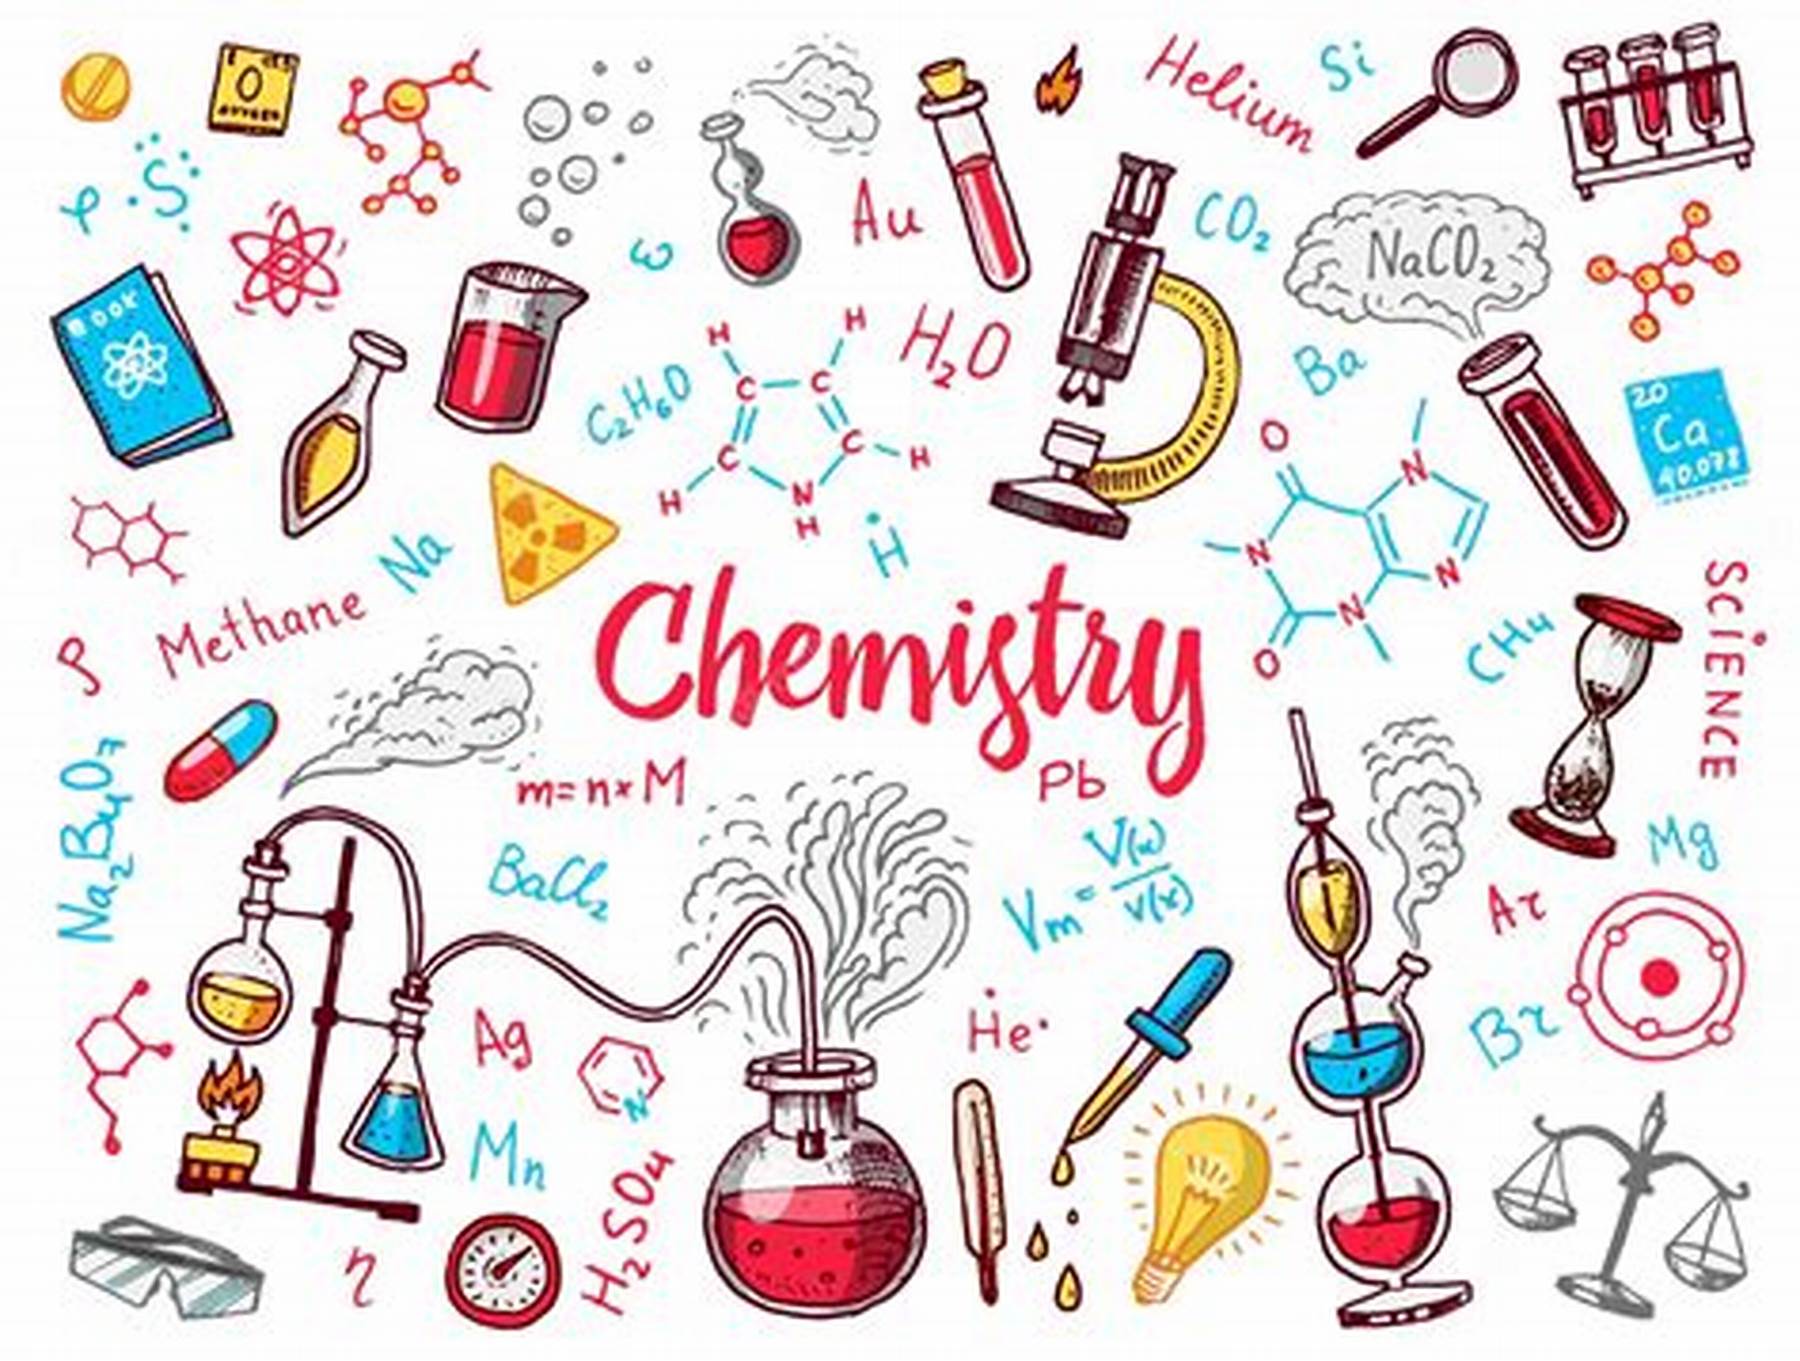 O
Helium
Si
S
φ
Au
CO₂
NaCO₂
ω
BOOK
H
H
H₂O
C
C
C₂H₆O
C
C
H
H
N
H
Ḣ
Ba
20
Ca
40.078
O
N
N
N
N
O
Na
Methane
Chemistry
CH₄
SCiENCE
ρ
Na₂B₄O₇
m=n×M
Pb
BaCl₂
Vm = V(x)
Mg
Ar
Ag
He
Br
N
Mn
H₂SO₄
η